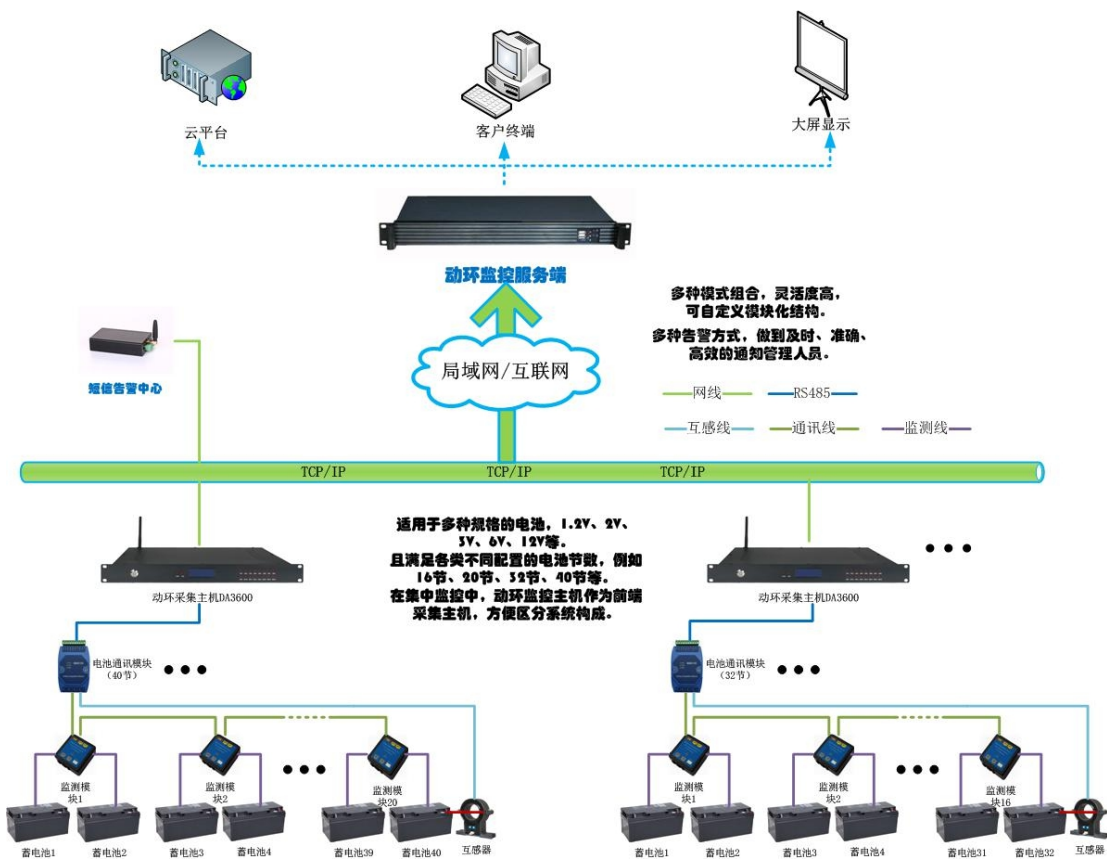 云平台
客户终端
大屏显示
动环监控服务端
多种模式组合，灵活度高，
可自定义模块化结构。
多种告警方式，做到及时、准确、
高效的通知管理人员。
短信告警中心
局域网/互联网
网线
RS485
互感线
通讯线
监测线
TCP/IP
TCP/IP
TCP/IP
适用于多种规格的电池，1.2V、2V、
3V、6V、12V等。
且满足各类不同配置的电池节数，例如
16节、20节、32节、40节等。
在集中监控中，动环监控主机作为前端
采集主机，方便区分系统构成。
动环采集主机DA3600
动环采集主机DA3600
电池通讯模块
（40节）
电池通讯模块
（32节）
监测模
块1
监测模
块2
监测模
块20
监测模
块1
监测模
块2
监测模
块16
蓄电池1
蓄电池2
蓄电池3
蓄电池4
蓄电池39
蓄电池40
互感器
蓄电池1
蓄电池2
蓄电池3
蓄电池4
蓄电池31
蓄电池32
互感器